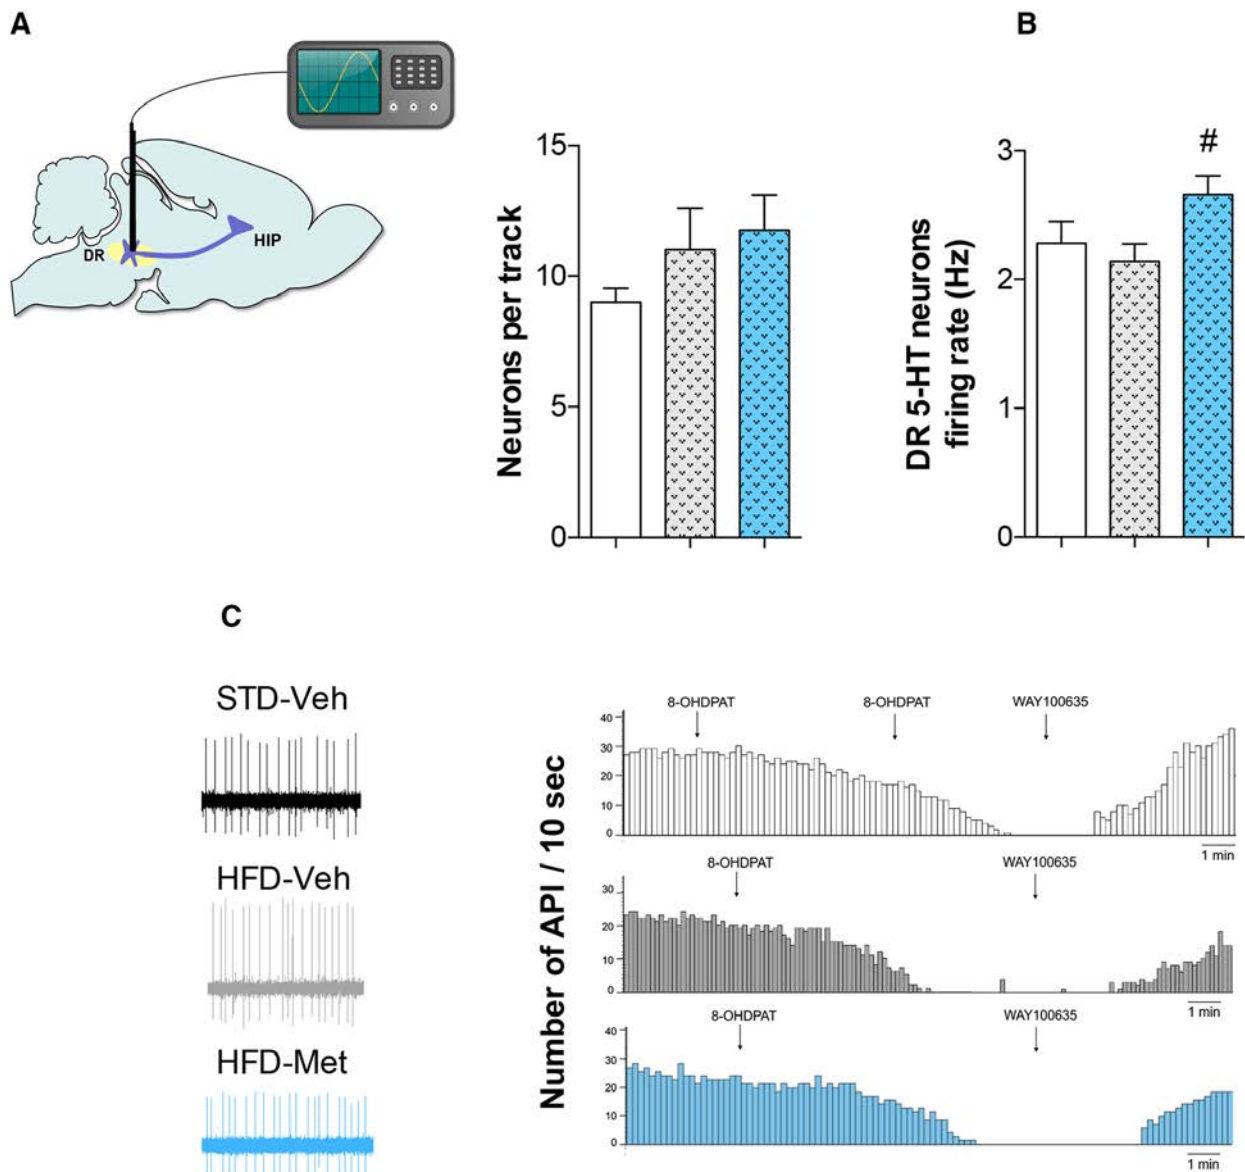 A
B
DR
HIP
Neurons per track
15
10
5
0
DR 5-HT neurons
firing rate (Hz)
3
2
1
0
#
C
STD-Veh
HFD-Veh
HFD-Met
Number of API / 10 sec
8-OHDPAT 8-OHDPAT WAY100635
40
30
20
10
0
1 min
8-OHDPAT WAY100635
30
20
10
0
1 min
8-OHDPAT WAY100635
40
30
20
10
0
1 min